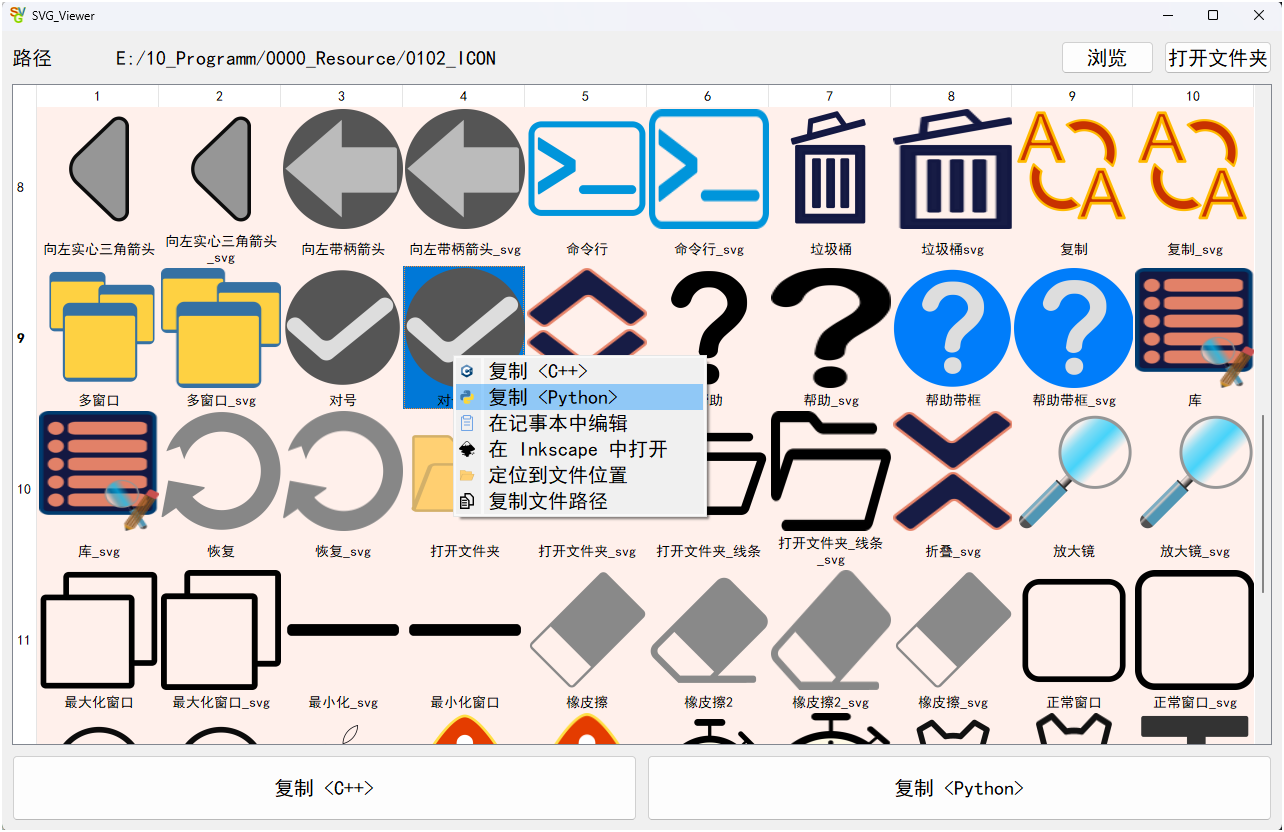 SVG_Viewer
路径 E:/10_Programm/0000_Resource/0102_ICON 浏览 打开文件夹
1 2 3 4 5 6 7 8 9 10
8
向左实心三角箭头 向左实心三角箭头_svg 向左带柄箭头 向左带柄箭头_svg 命令行 命令行_svg 垃圾桶 垃圾桶svg 复制 复制_svg
9
多窗口 多窗口_svg 对号 对 助 帮助_svg 帮助带框 帮助带框_svg 库
复制 <C++>
复制 <Python>
在记事本中编辑
在 Inkscape 中打开
定位到文件位置
复制文件路径
10
库_svg 恢复 恢复_svg 打开文件夹 打开文件夹_svg 打开文件夹_线条 打开文件夹_线条_svg 折叠_svg 放大镜 放大镜_svg
11
最大化窗口 最大化窗口_svg 最小化_svg 最小化窗口 橡皮擦 橡皮擦2 橡皮擦2_svg 橡皮擦_svg 正常窗口 正常窗口_svg
复制 <C++> 复制 <Python>